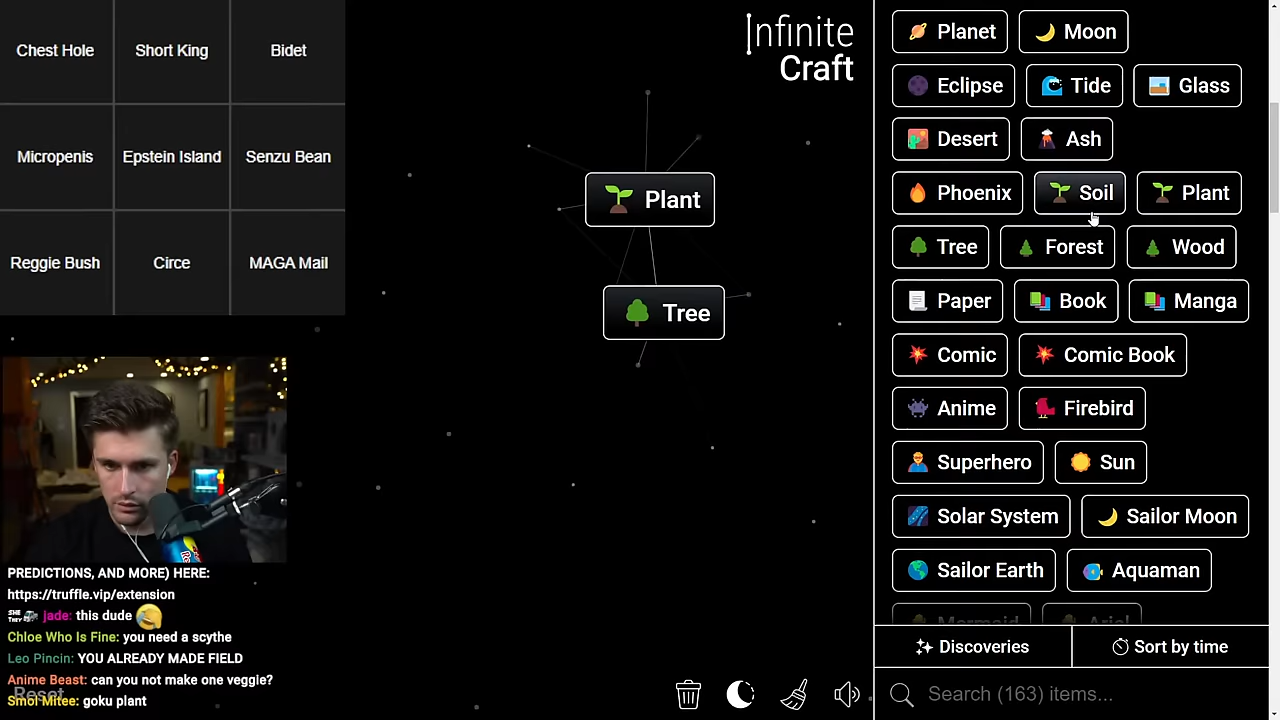 Chest Hole
Short King
Bidet
Micropenis
Epstein Island
Senzu Bean
Reggie Bush
Circe
MAGA Mail
PREDICTIONS, AND MORE) HERE:
https://truffle.vip/extension
jade: this dude
Chloe Who Is Fine: you need a scythe
Leo Pincin: YOU ALREADY MADE FIELD
Anime Beast: can you not make one veggie?
Smol Mitee: goku plant
Reset
Infinite
Craft
Plant
Tree
Planet Moon
Eclipse Tide Glass
Desert Ash
Phoenix Soil Plant
Tree Forest Wood
Paper Book Manga
Comic Comic Book
Anime Firebird
Superhero Sun
Solar System Sailor Moon
Sailor Earth Aquaman
Mermaid Ariel
Discoveries Sort by time
Search (163) items...